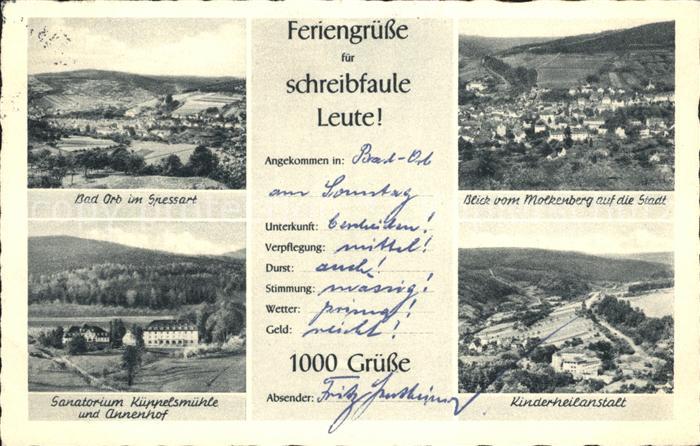 Feriengrüße
für
schreibfaule
Leute!
Angekommen in: Bad-Orb
am Sonntag
Unterkunft: bescheiden!
Verpflegung: mittel!
Durst: auch!
Stimmung: massig!
Wetter: prima!
Geld: reicht!
1000 Grüße
Absender: Fritz
Bad Orb im Spessart
Blick vom Molkenberg auf die Stadt
Sanatorium Küppelsmühle
und Annenhof
Kinderheilanstalt